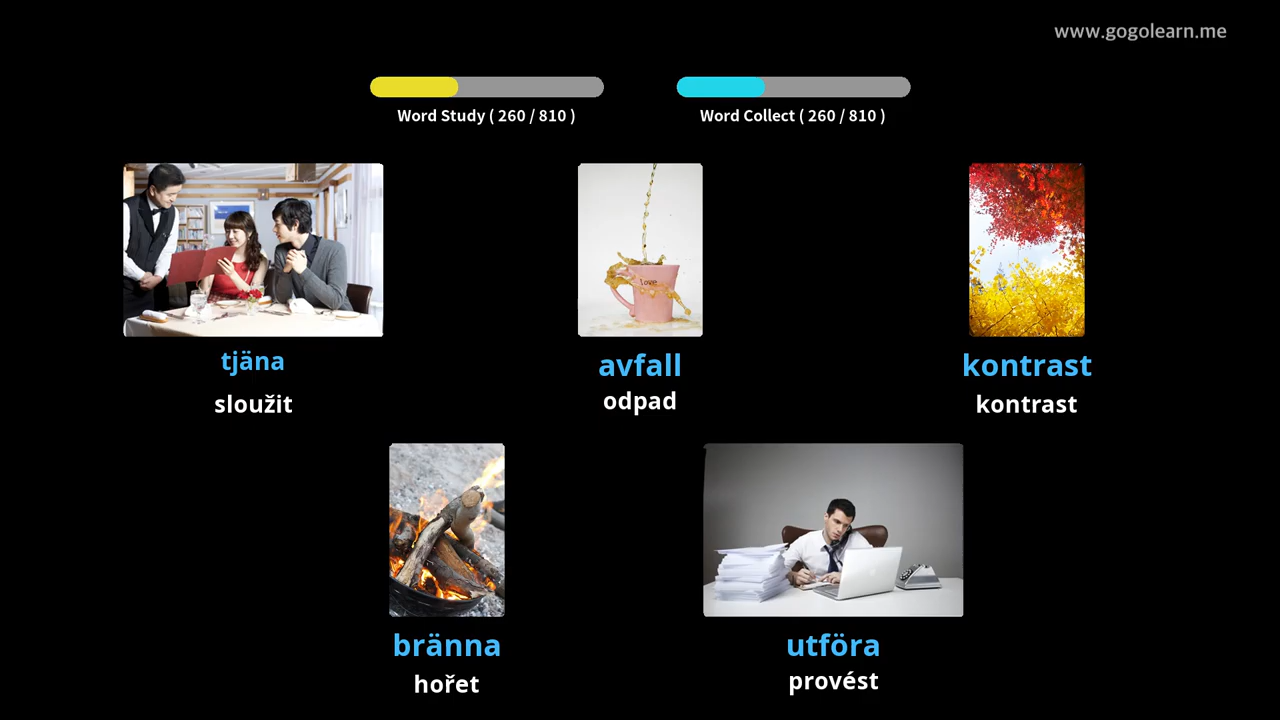 www.gogolearn.me
Word Study ( 260 / 810 )
Word Collect ( 260 / 810 )
love
tjäna
sloužit
avfall
odpad
kontrast
kontrast
bränna
hořet
utföra
provést